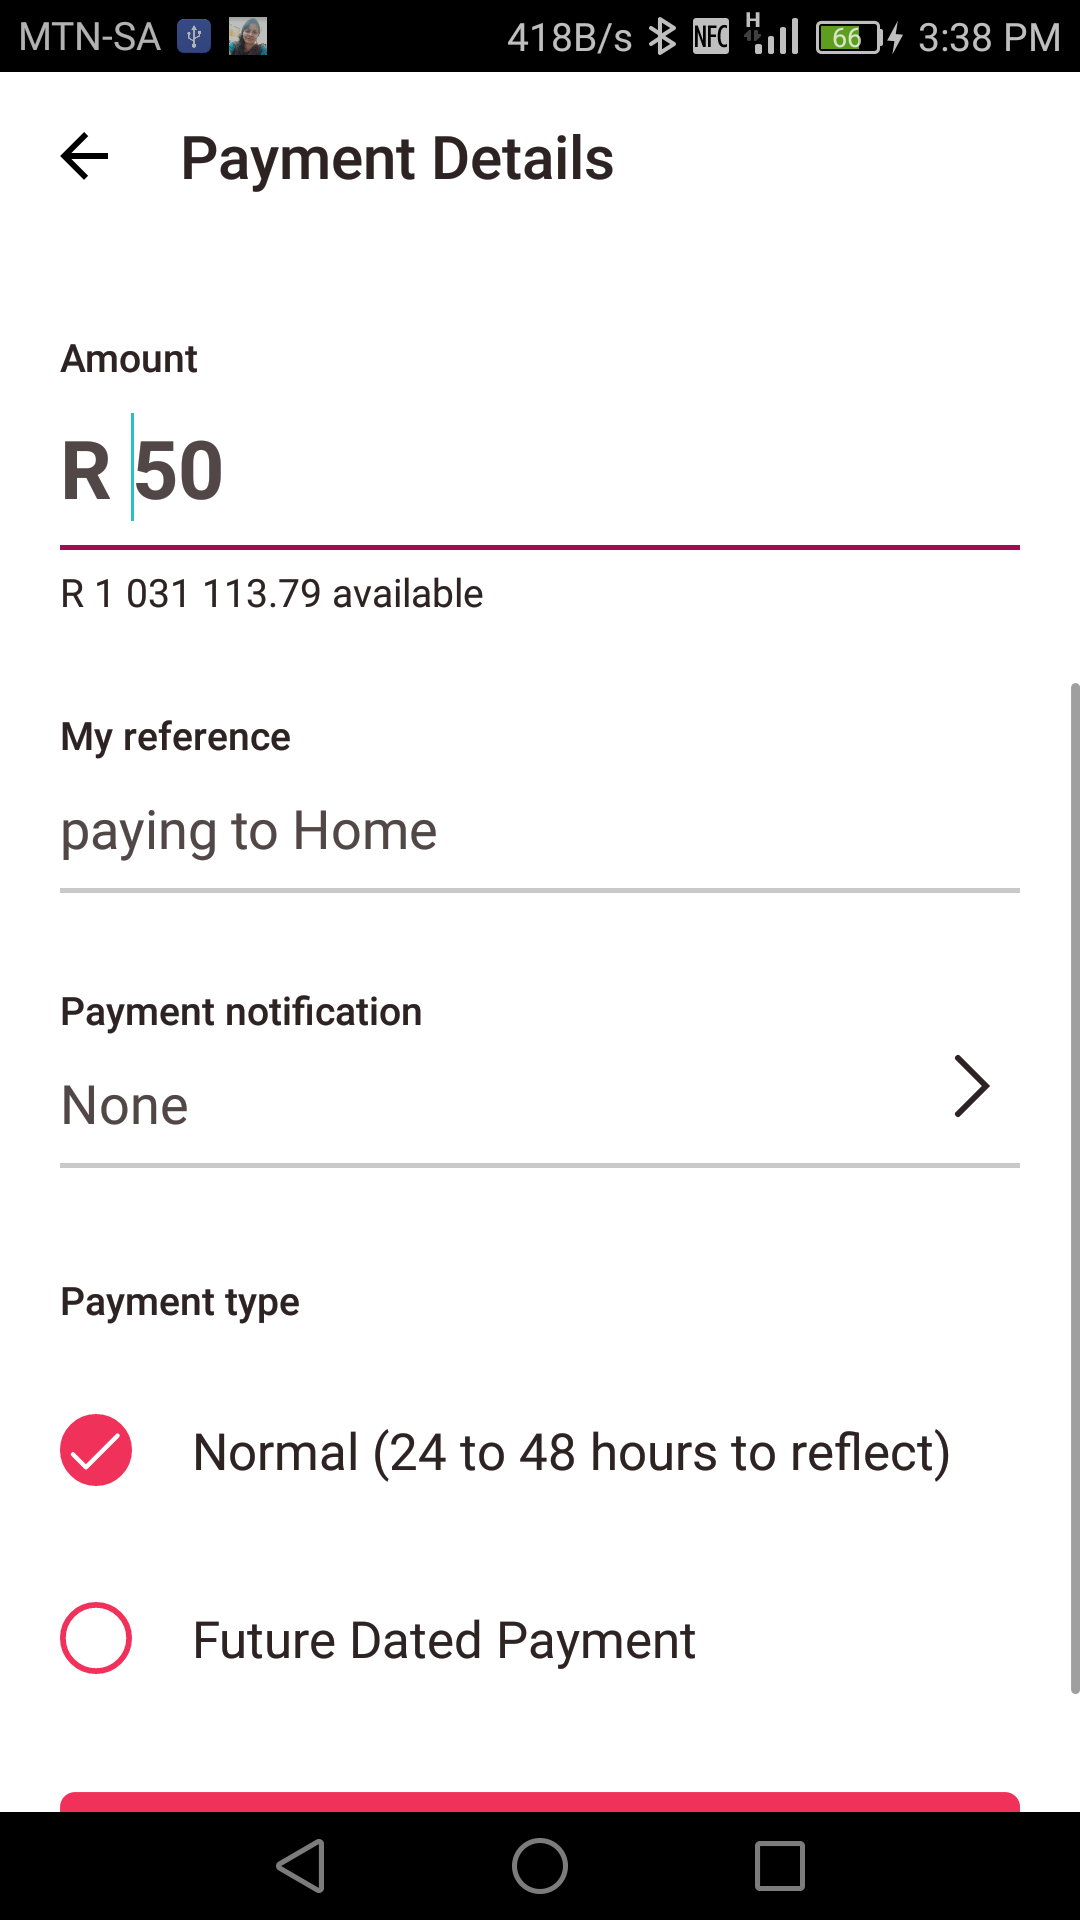 MTN-SA 418B/s NFC H 66 3:38 PM
Payment Details
Amount
R 50
R 1 031 113.79 available
My reference
paying to Home
Payment notification
None
Payment type
Normal (24 to 48 hours to reflect)
Future Dated Payment